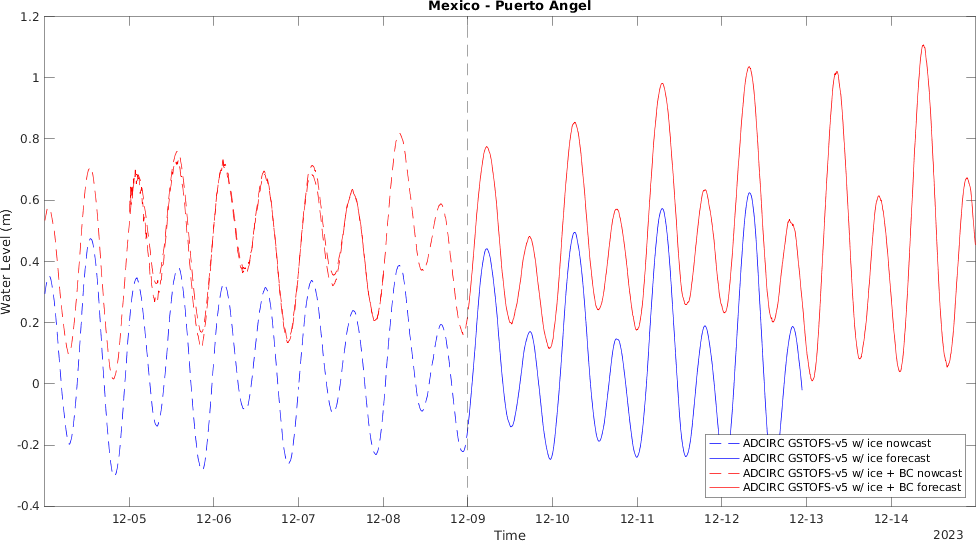 Mexico - Puerto Angel
1.2
1
0.8
0.6
0.4
0.2
0
-0.2
-0.4
Water Level (m)
ADCIRC GSTOFS-v5 w/ ice nowcast
ADCIRC GSTOFS-v5 w/ ice forecast
ADCIRC GSTOFS-v5 w/ ice + BC nowcast
ADCIRC GSTOFS-v5 w/ ice + BC forecast
12-05 12-06 12-07 12-08 12-09 12-10 12-11 12-12 12-13 12-14
Time
2023